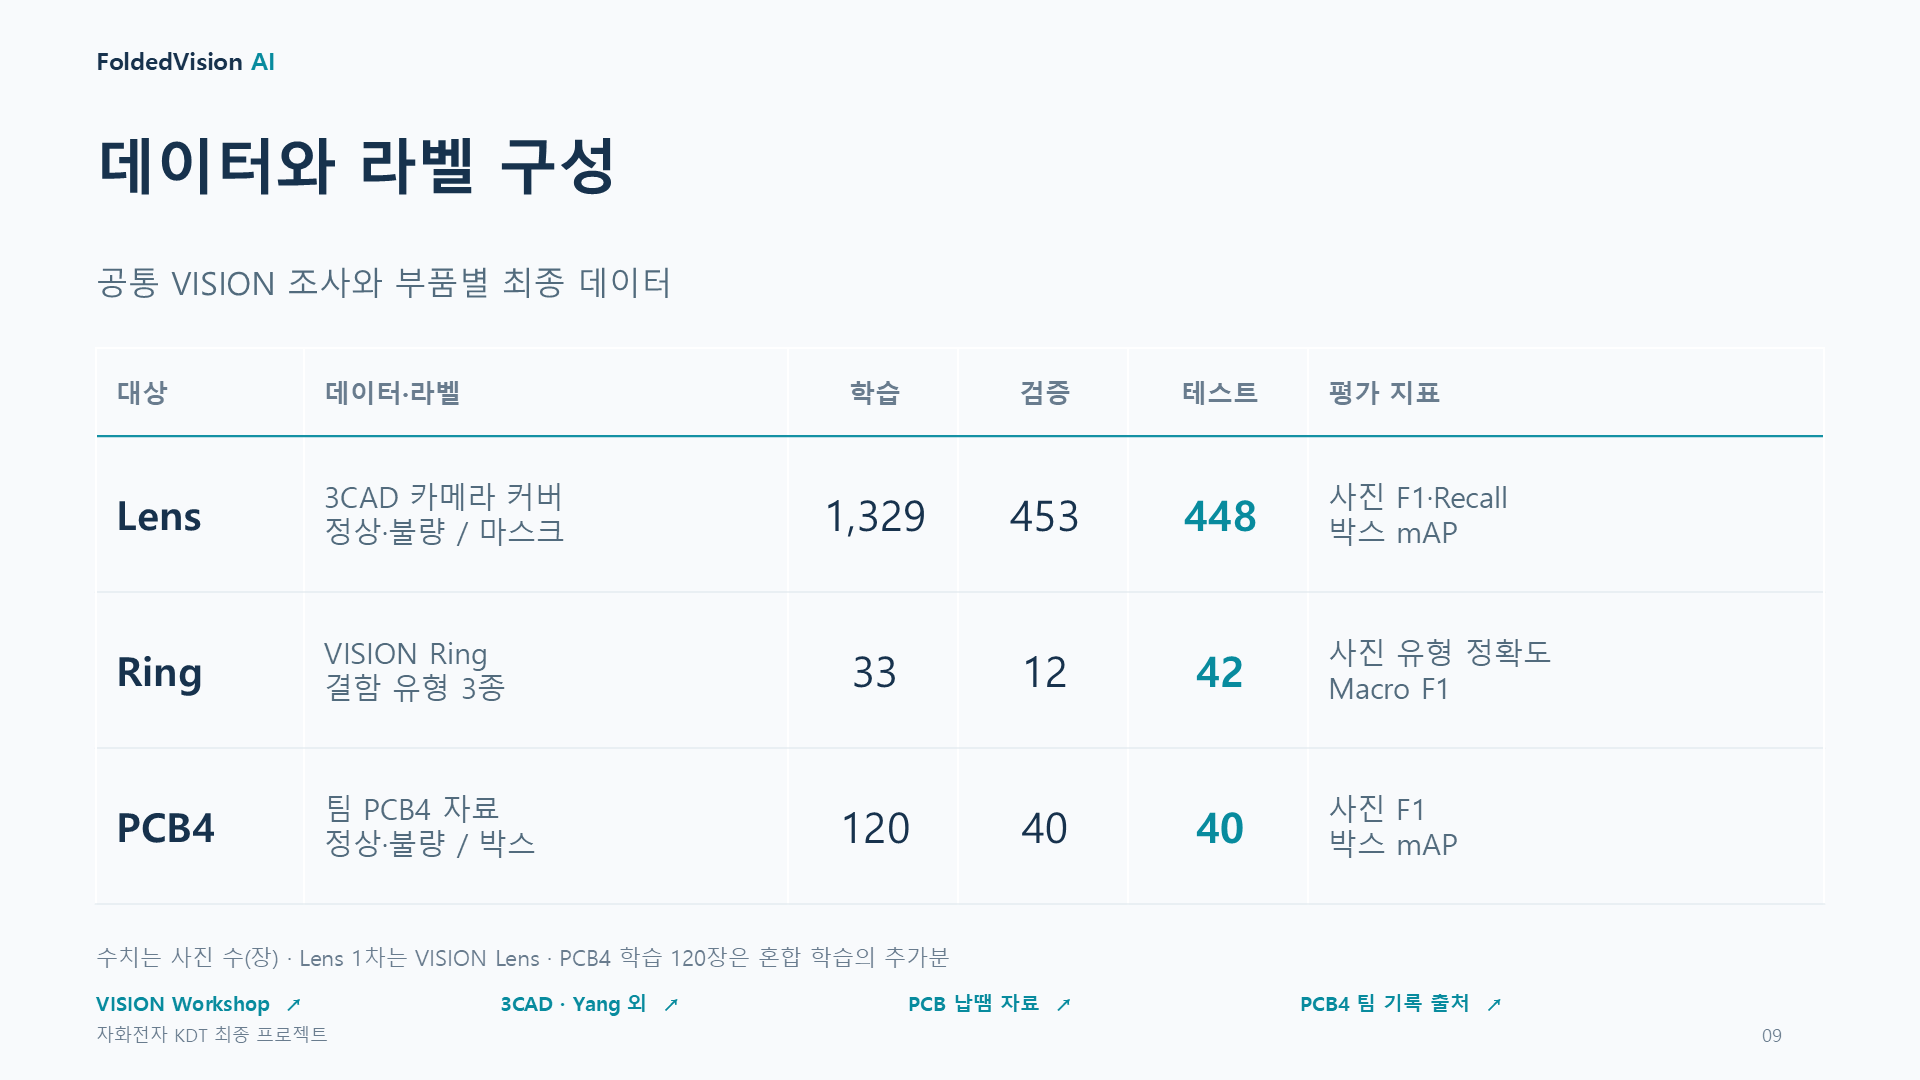 FoldedVision AI
데이터와 라벨 구성
공통 VISION 조사와 부품별 최종 데이터
대상 데이터·라벨 학습 검증 테스트 평가 지표
Lens
3CAD 카메라 커버
정상·불량 / 마스크
1,329 453 448
사진 F1·Recall
박스 mAP
Ring
VISION Ring
결함 유형 3종
33 12 42
사진 유형 정확도
Macro F1
PCB4
팀 PCB4 자료
정상·불량 / 박스
120 40 40
사진 F1
박스 mAP
수치는 사진 수(장) · Lens 1차는 VISION Lens · PCB4 학습 120장은 혼합 학습의 추가분
VISION Workshop ↗ 3CAD · Yang 외 ↗ PCB 납땜 자료 ↗ PCB4 팀 기록 출처 ↗
자화전자 KDT 최종 프로젝트 09